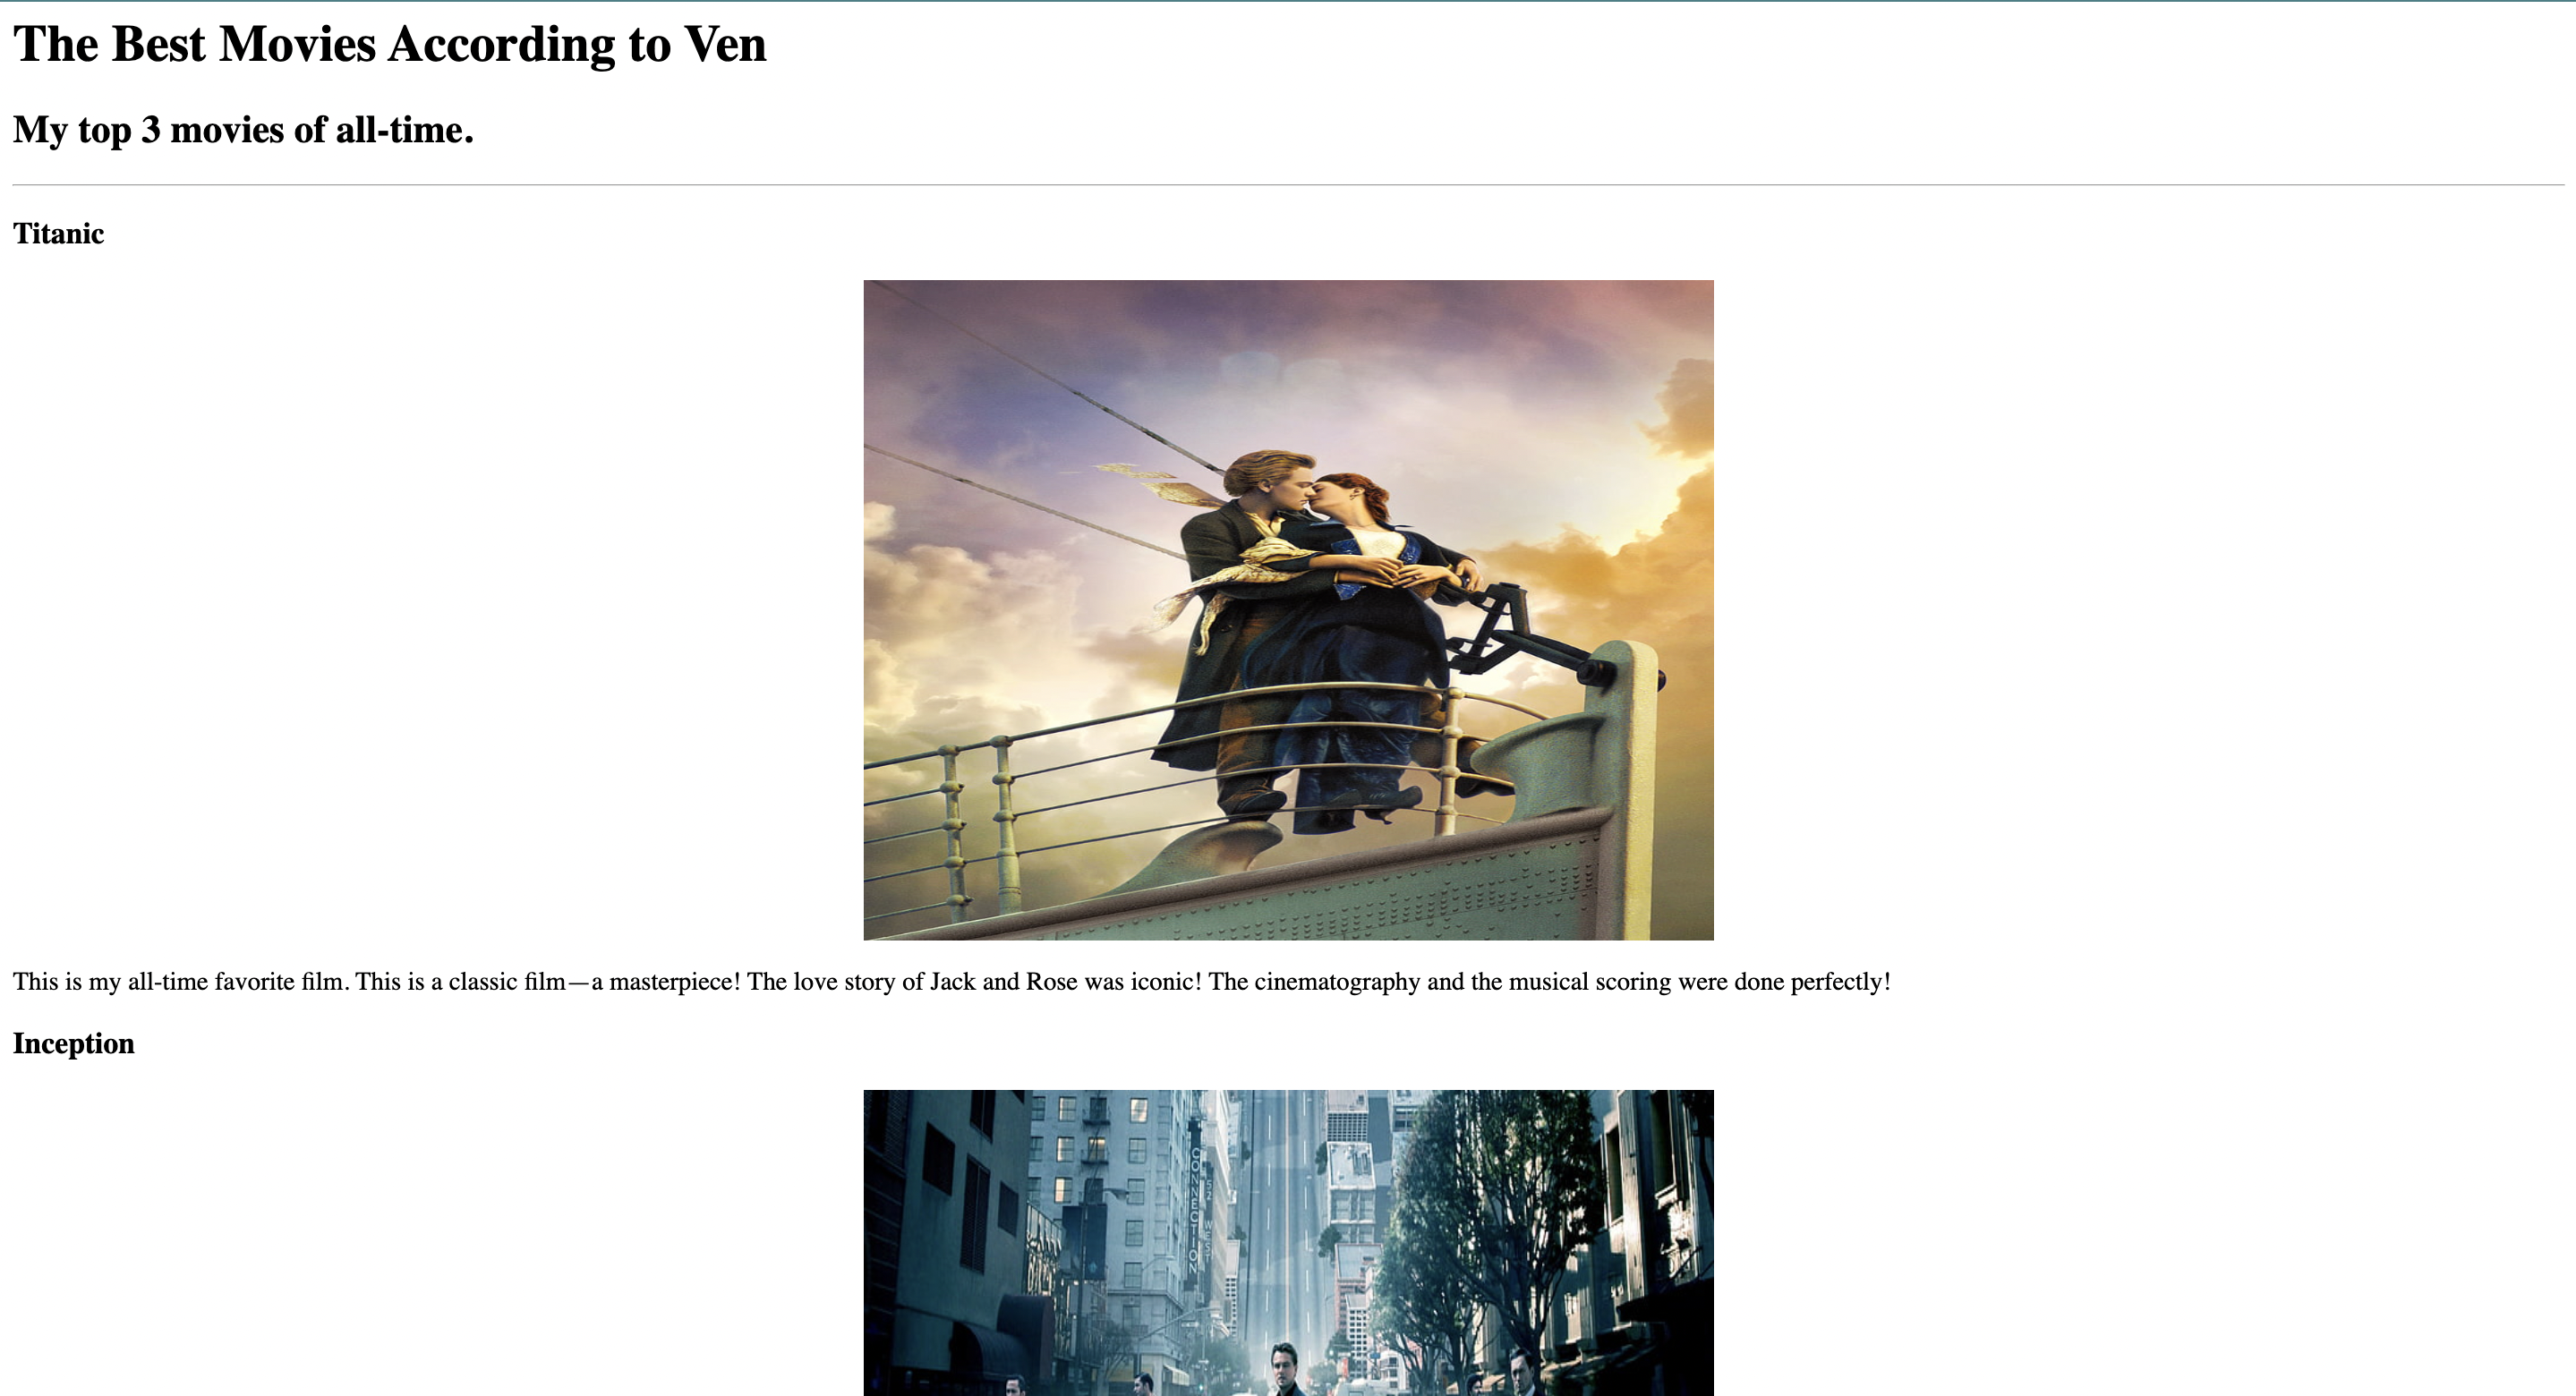 The Best Movies According to Ven
My top 3 movies of all-time.
Titanic
This is my all-time favorite film. This is a classic film—a masterpiece! The love story of Jack and Rose was iconic! The cinematography and the musical scoring were done perfectly!
Inception
CONNECTION
52 WEST